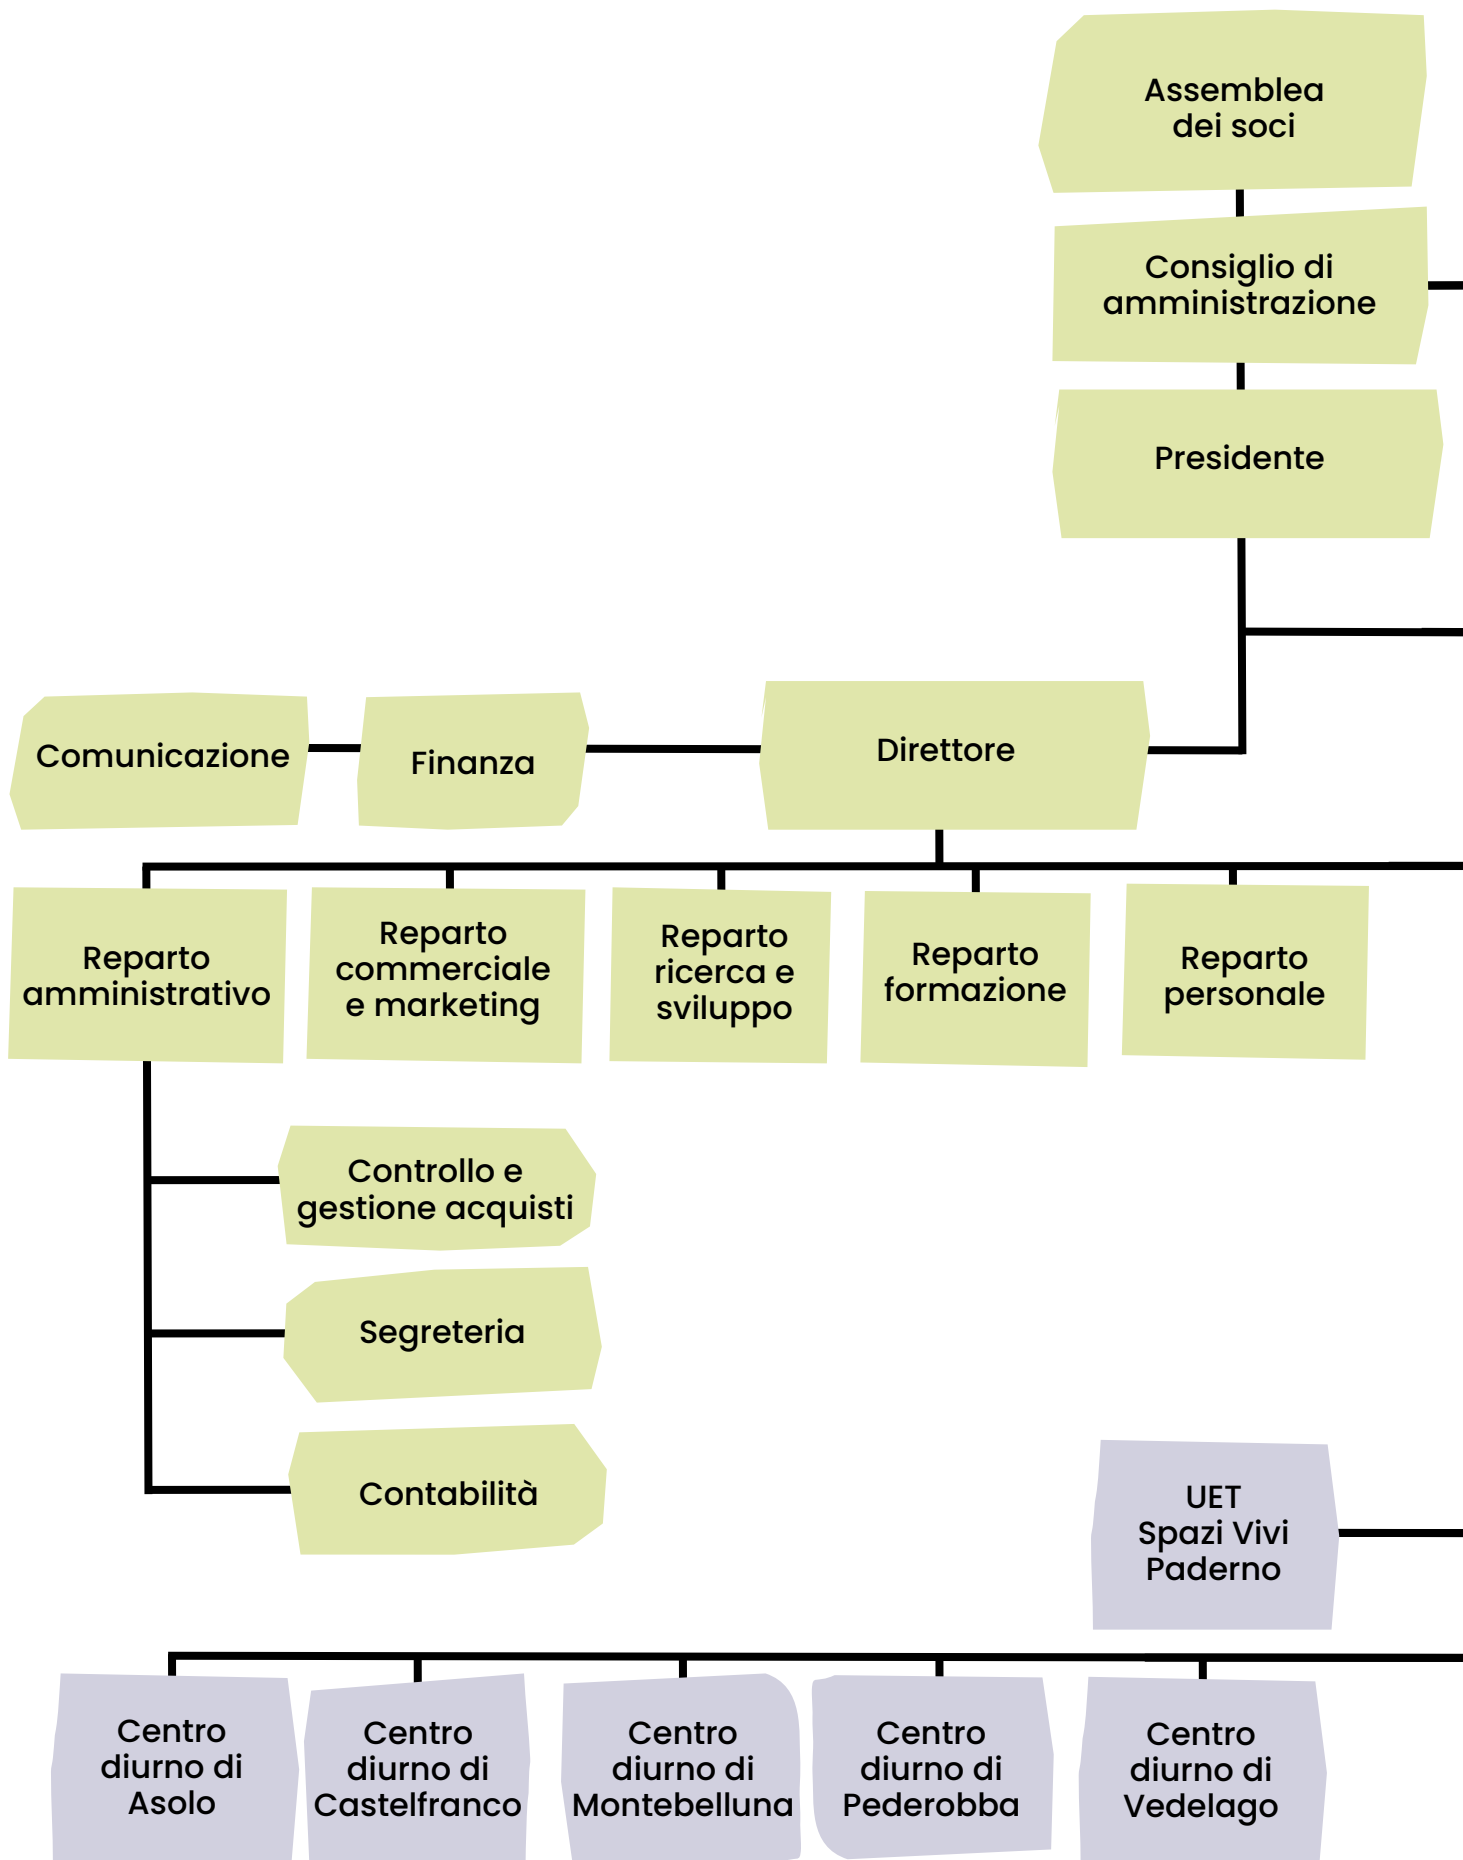 Assemblea
dei soci
Consiglio di
amministrazione
Presidente
Comunicazione
Finanza
Direttore
Reparto
amministrativo
Reparto
commerciale
e marketing
Reparto
ricerca e
sviluppo
Reparto
formazione
Reparto
personale
Controllo e
gestione acquisti
Segreteria
Contabilità
UET
Spazi Vivi
Paderno
Centro
diurno di
Asolo
Centro
diurno di
Castelfranco
Centro
diurno di
Montebelluna
Centro
diurno di
Pederobba
Centro
diurno di
Vedelago